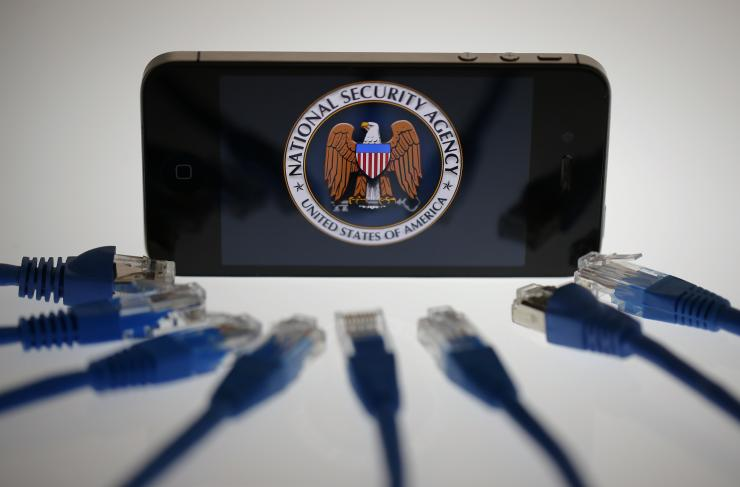 NATIONAL SECURITY AGENCY
UNITED STATES OF AMERICA